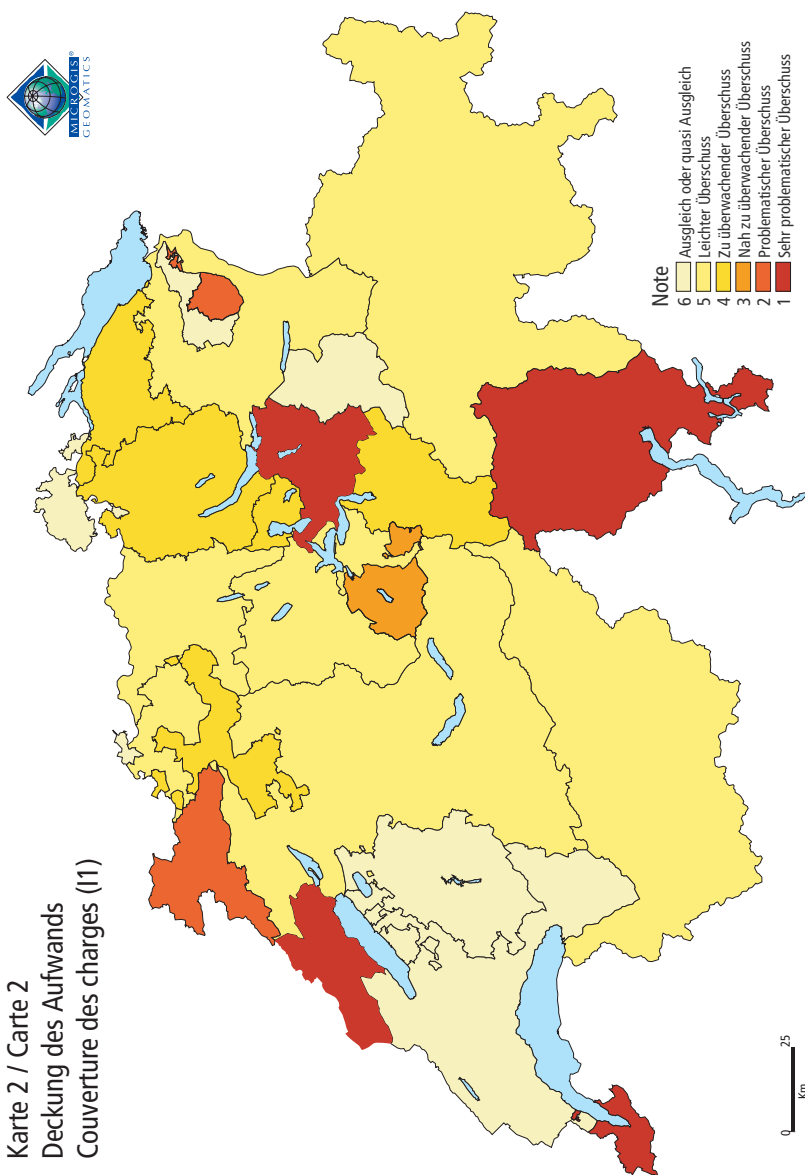 Karte 2 / Carte 2
Deckung des Aufwands
Couverture des charges (I1)
MICROGIS®
GEOMATICS
Note
6 Ausgleich oder quasi Ausgleich
5 Leichter Überschuss
4 Zu überwachender Überschuss
3 Nah zu überwachender Überschuss
2 Problematischer Überschuss
1 Sehr problematischer Überschuss
0 25
Km